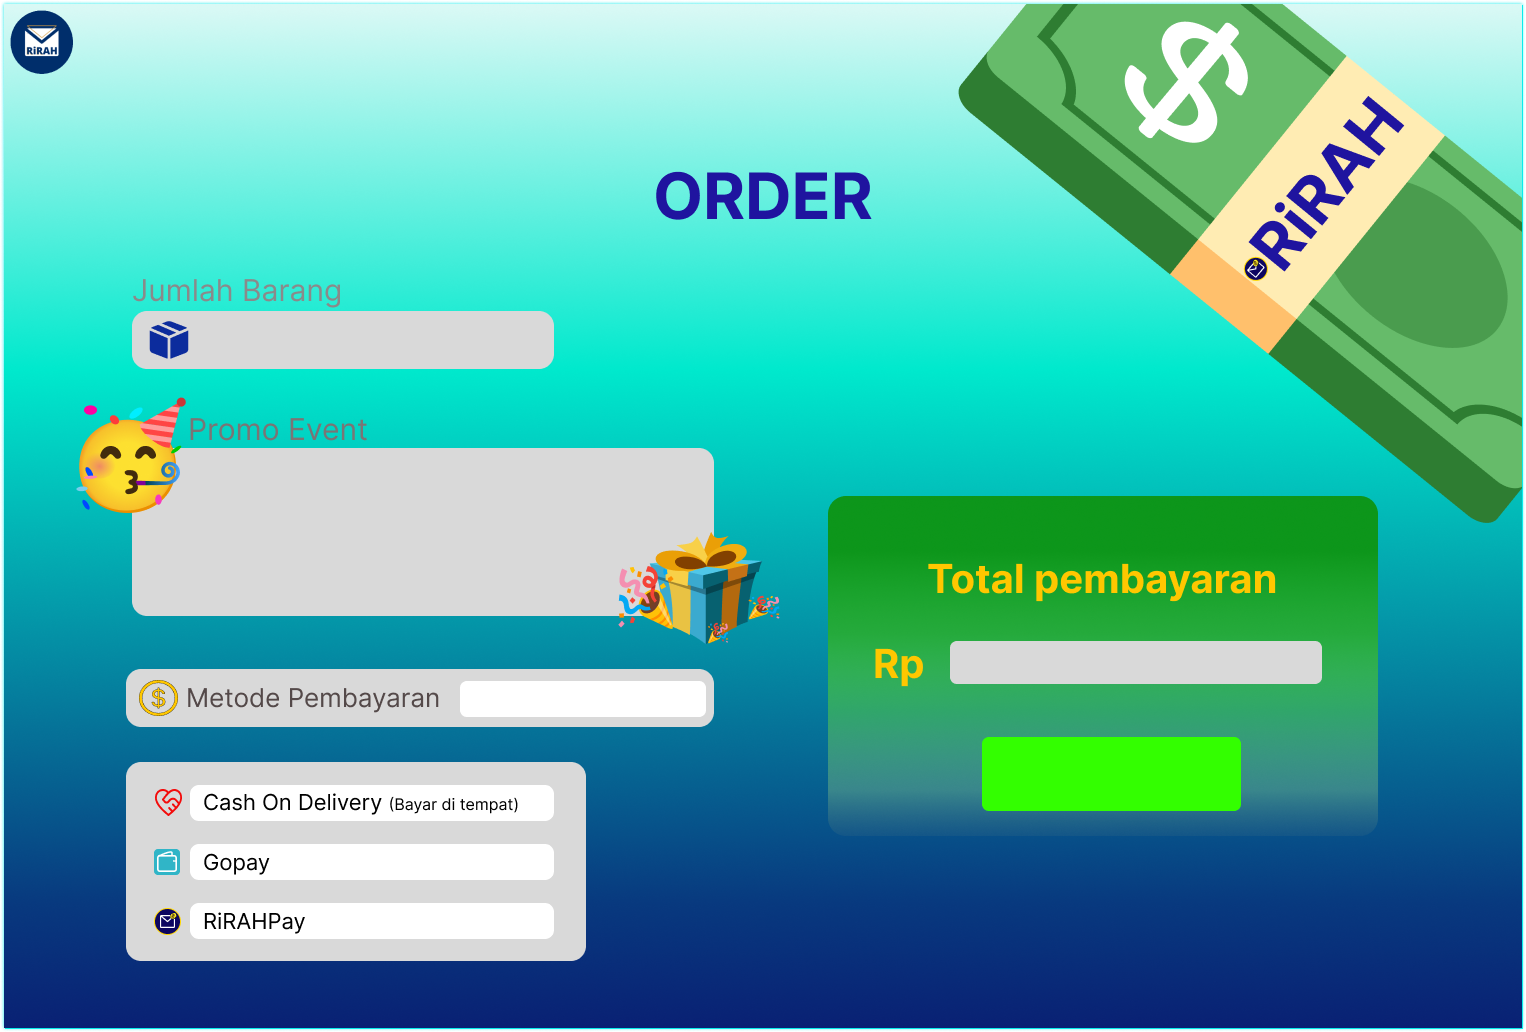 RiRAH
$
RiRAH
ORDER
Jumlah Barang
Promo Event
Total pembayaran
Rp
$ Metode Pembayaran
Cash On Delivery (Bayar di tempat)
Gopay
RiRAHPay